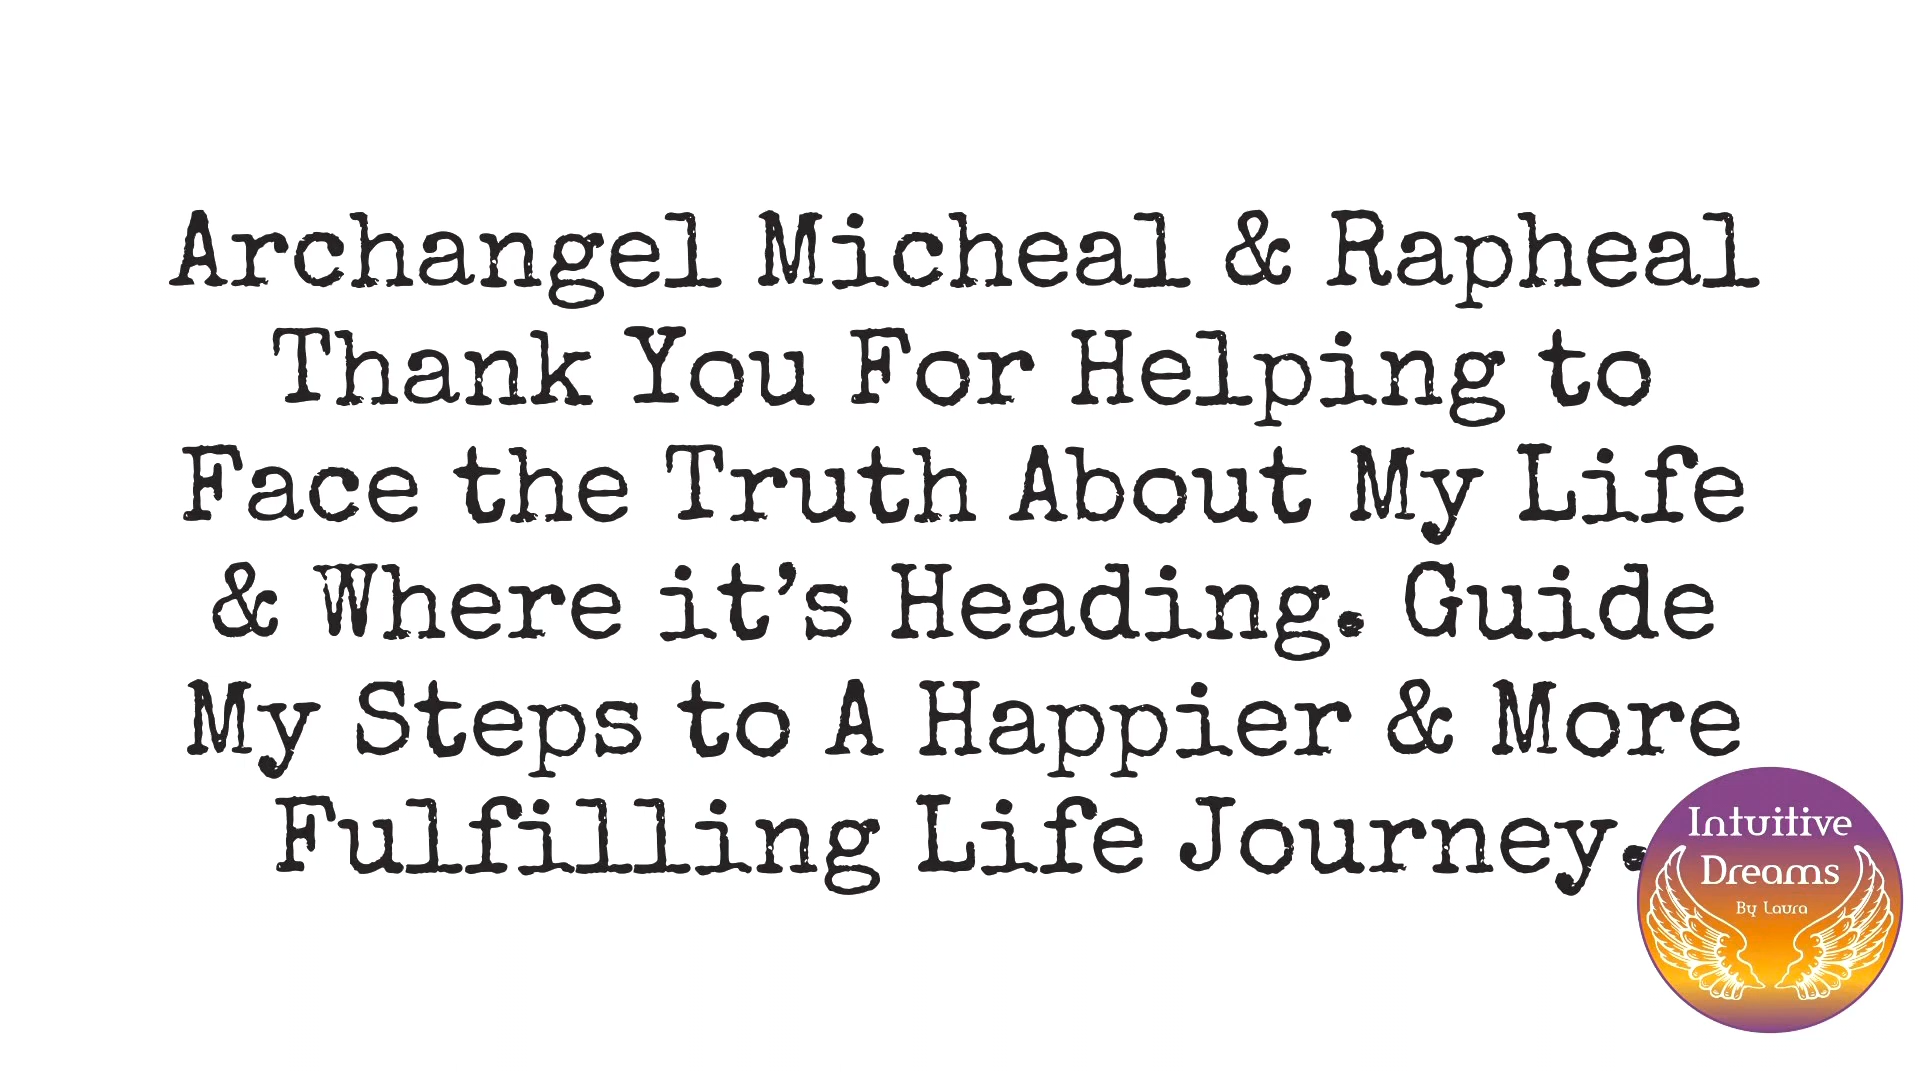 Archangel Micheal & Rapheal
Thank You For Helping to
Face the Truth About My Life
& Where it’s Heading. Guide
My Steps to A Happier & More
Fulfilling Life Journey.
Intuitive
Dreams
By Laura